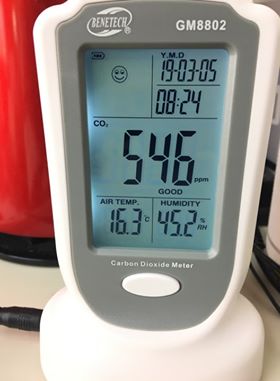 BENETECH GM8802
Y.M.D
19-03-05
08:24
CO₂
546 ppm
GOOD
AIR TEMP. HUMIDITY
16.3 °C 45.2 % RH
Carbon Dioxide Meter